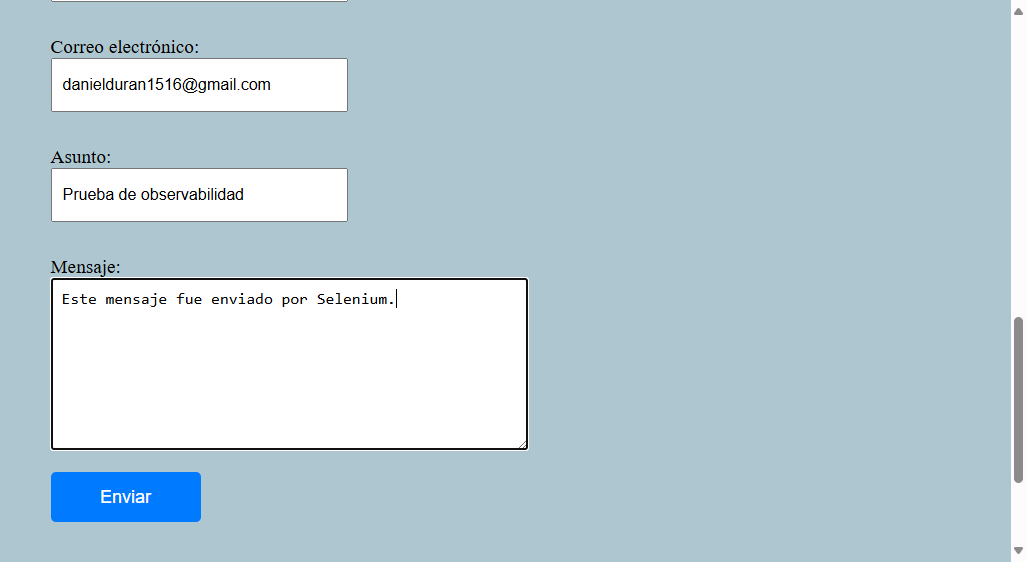 Correo electrónico:
danielduran1516@gmail.com
Asunto:
Prueba de observabilidad
Mensaje:
Este mensaje fue enviado por Selenium.
Enviar